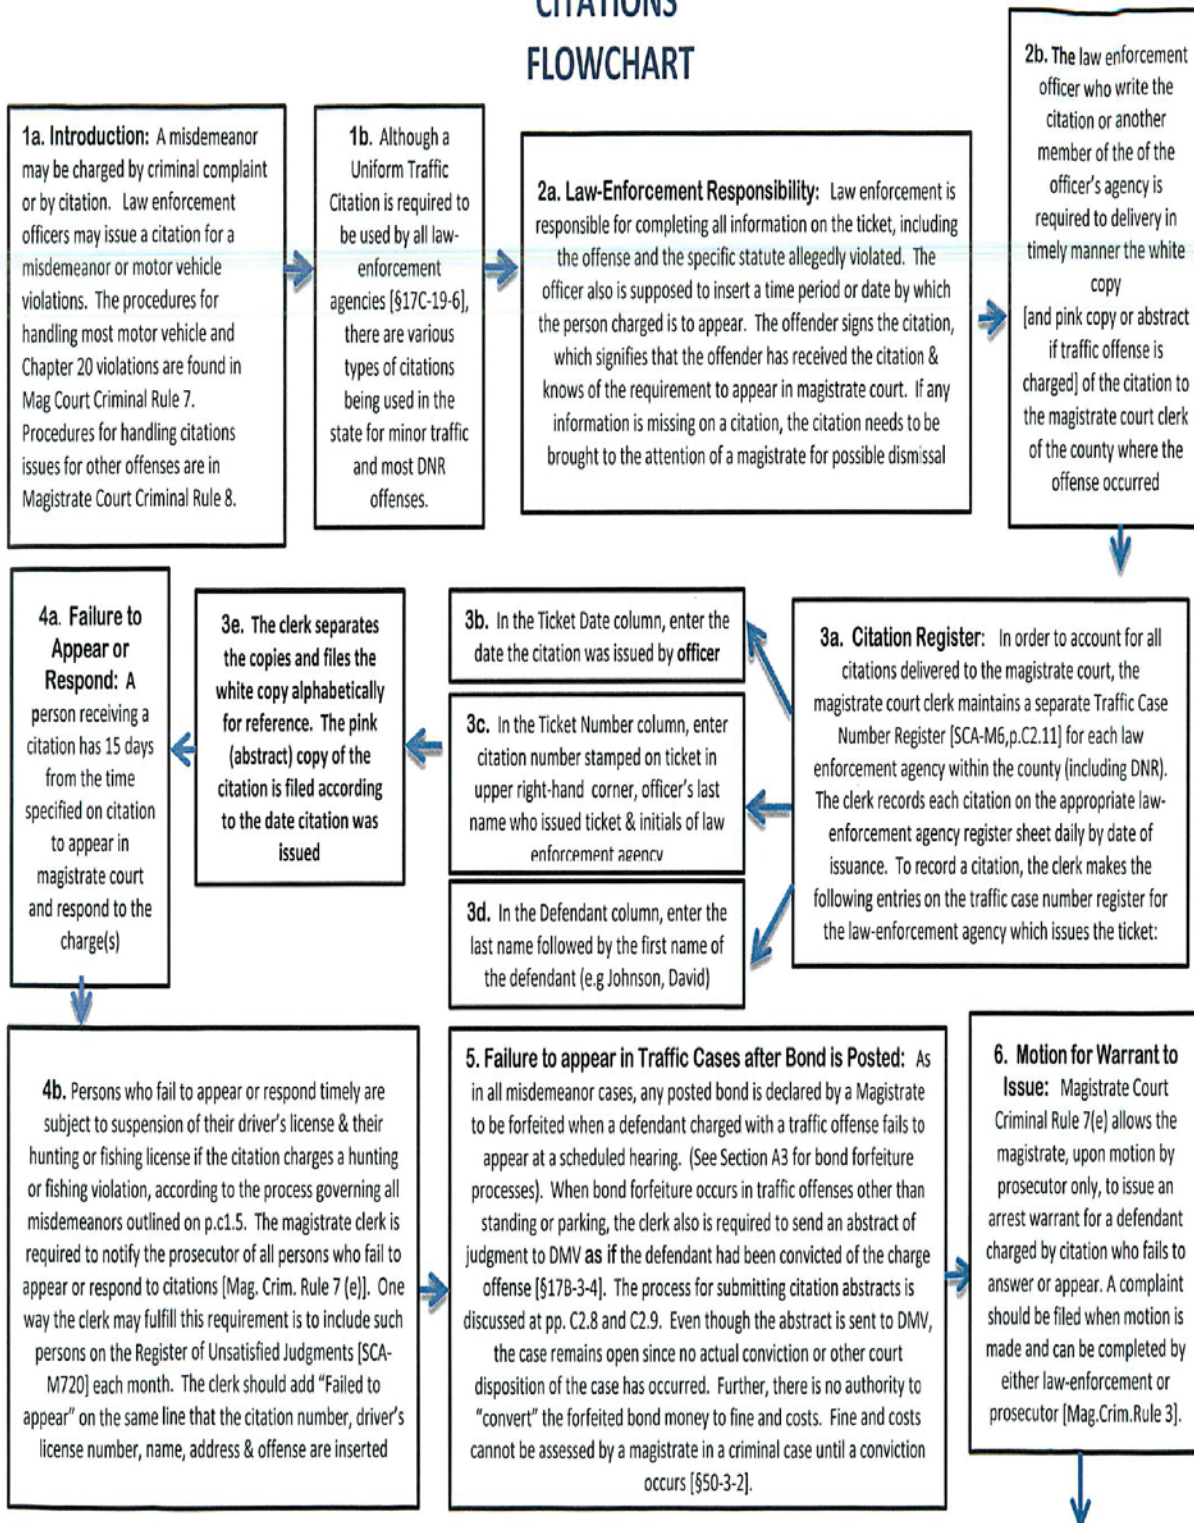 CITATIONS
FLOWCHART
1a. Introduction: A misdemeanor
may be charged by criminal complaint
or by citation. Law enforcement
officers may issue a citation for a
misdemeanor or motor vehicle
violations. The procedures for
handling most motor vehicle and
Chapter 20 violations are found in
Mag Court Criminal Rule 7.
Procedures for handling citations
issues for other offenses are in
Magistrate Court Criminal Rule 8.
1b. Although a
Uniform Traffic
Citation is required to
be used by all law-
enforcement
agencies [§17C-19-6],
there are various
types of citations
being used in the
state for minor traffic
and most DNR
offenses.
2a. Law-Enforcement Responsibility: Law enforcement is
responsible for completing all information on the ticket, including
the offense and the specific statute allegedly violated. The
officer also is supposed to insert a time period or date by which
the person charged is to appear. The offender signs the citation,
which signifies that the offender has received the citation &
knows of the requirement to appear in magistrate court. If any
information is missing on a citation, the citation needs to be
brought to the attention of a magistrate for possible dismissal
2b. The law enforcement
officer who write the
citation or another
member of the of the
officer's agency is
required to delivery in
timely manner the white
copy
[and pink copy or abstract
if traffic offense is
charged] of the citation to
the magistrate court clerk
of the county where the
offense occurred
3a. Citation Register: In order to account for all
citations delivered to the magistrate court, the
magistrate court clerk maintains a separate Traffic Case
Number Register [SCA-M6,p.C2.11] for each law
enforcement agency within the county (including DNR).
The clerk records each citation on the appropriate law-
enforcement agency register sheet daily by date of
issuance. To record a citation, the clerk makes the
following entries on the traffic case number register for
the law-enforcement agency which issues the ticket:
3b. In the Ticket Date column, enter the
date the citation was issued by officer
3c. In the Ticket Number column, enter
citation number stamped on ticket in
upper right-hand corner, officer's last
name who issued ticket & initials of law
enforcement agency
3d. In the Defendant column, enter the
last name followed by the first name of
the defendant (e.g Johnson, David)
3e. The clerk separates
the copies and files the
white copy alphabetically
for reference. The pink
(abstract) copy of the
citation is filed according
to the date citation was
issued
4a. Failure to
Appear or
Respond: A
person receiving a
citation has 15 days
from the time
specified on citation
to appear in
magistrate court
and respond to the
charge(s)
4b. Persons who fail to appear or respond timely are
subject to suspension of their driver's license & their
hunting or fishing license if the citation charges a hunting
or fishing violation, according to the process governing all
misdemeanors outlined on p.c1.5. The magistrate clerk is
required to notify the prosecutor of all persons who fail to
appear or respond to citations [Mag. Crim. Rule 7 (e)]. One
way the clerk may fulfill this requirement is to include such
persons on the Register of Unsatisfied Judgments [SCA-
M720] each month. The clerk should add "Failed to
appear" on the same line that the citation number, driver's
license number, name, address & offense are inserted
5. Failure to appear in Traffic Cases after Bond is Posted: As
in all misdemeanor cases, any posted bond is declared by a Magistrate
to be forfeited when a defendant charged with a traffic offense fails to
appear at a scheduled hearing. (See Section A3 for bond forfeiture
processes). When bond forfeiture occurs in traffic offenses other than
standing or parking, the clerk also is required to send an abstract of
judgment to DMV as if the defendant had been convicted of the charge
offense [§17B-3-4]. The process for submitting citation abstracts is
discussed at pp. C2.8 and C2.9. Even though the abstract is sent to DMV,
the case remains open since no actual conviction or other court
disposition of the case has occurred. Further, there is no authority to
"convert" the forfeited bond money to fine and costs. Fine and costs
cannot be assessed by a magistrate in a criminal case until a conviction
occurs [§50-3-2].
6. Motion for Warrant to
Issue: Magistrate Court
Criminal Rule 7(e) allows the
magistrate, upon motion by
prosecutor only, to issue an
arrest warrant for a defendant
charged by citation who fails to
answer or appear. A complaint
should be filed when motion is
made and can be completed by
either law-enforcement or
prosecutor [Mag.Crim.Rule 3].